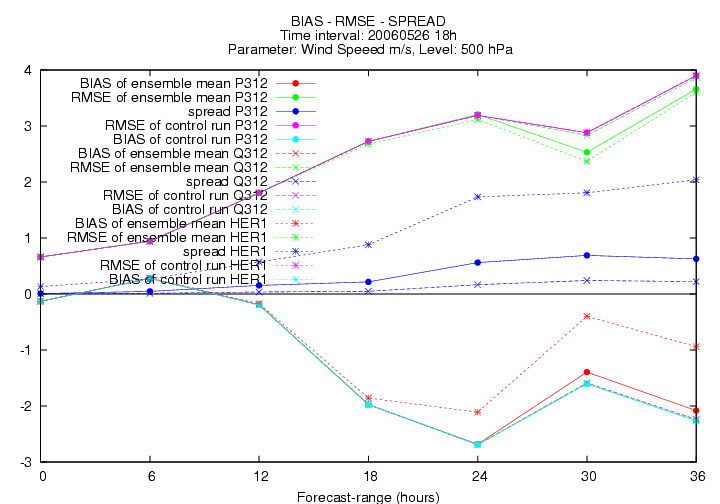 BIAS - RMSE - SPREAD
Time interval: 20060526 18h
Parameter: Wind Speeed m/s, Level: 500 hPa
4
3
2
1
0
-1
-2
-3
BIAS of ensemble mean P312
RMSE of ensemble mean P312
spread P312
RMSE of control run P312
BIAS of control run P312
BIAS of ensemble mean Q312
RMSE of ensemble mean Q312
spread Q312
RMSE of control run Q312
BIAS of control run Q312
BIAS of ensemble mean HER1
RMSE of ensemble mean HER1
spread HER1
RMSE of control run HER1
BIAS of control run HER1
0 6 12 18 24 30 36
Forecast-range (hours)